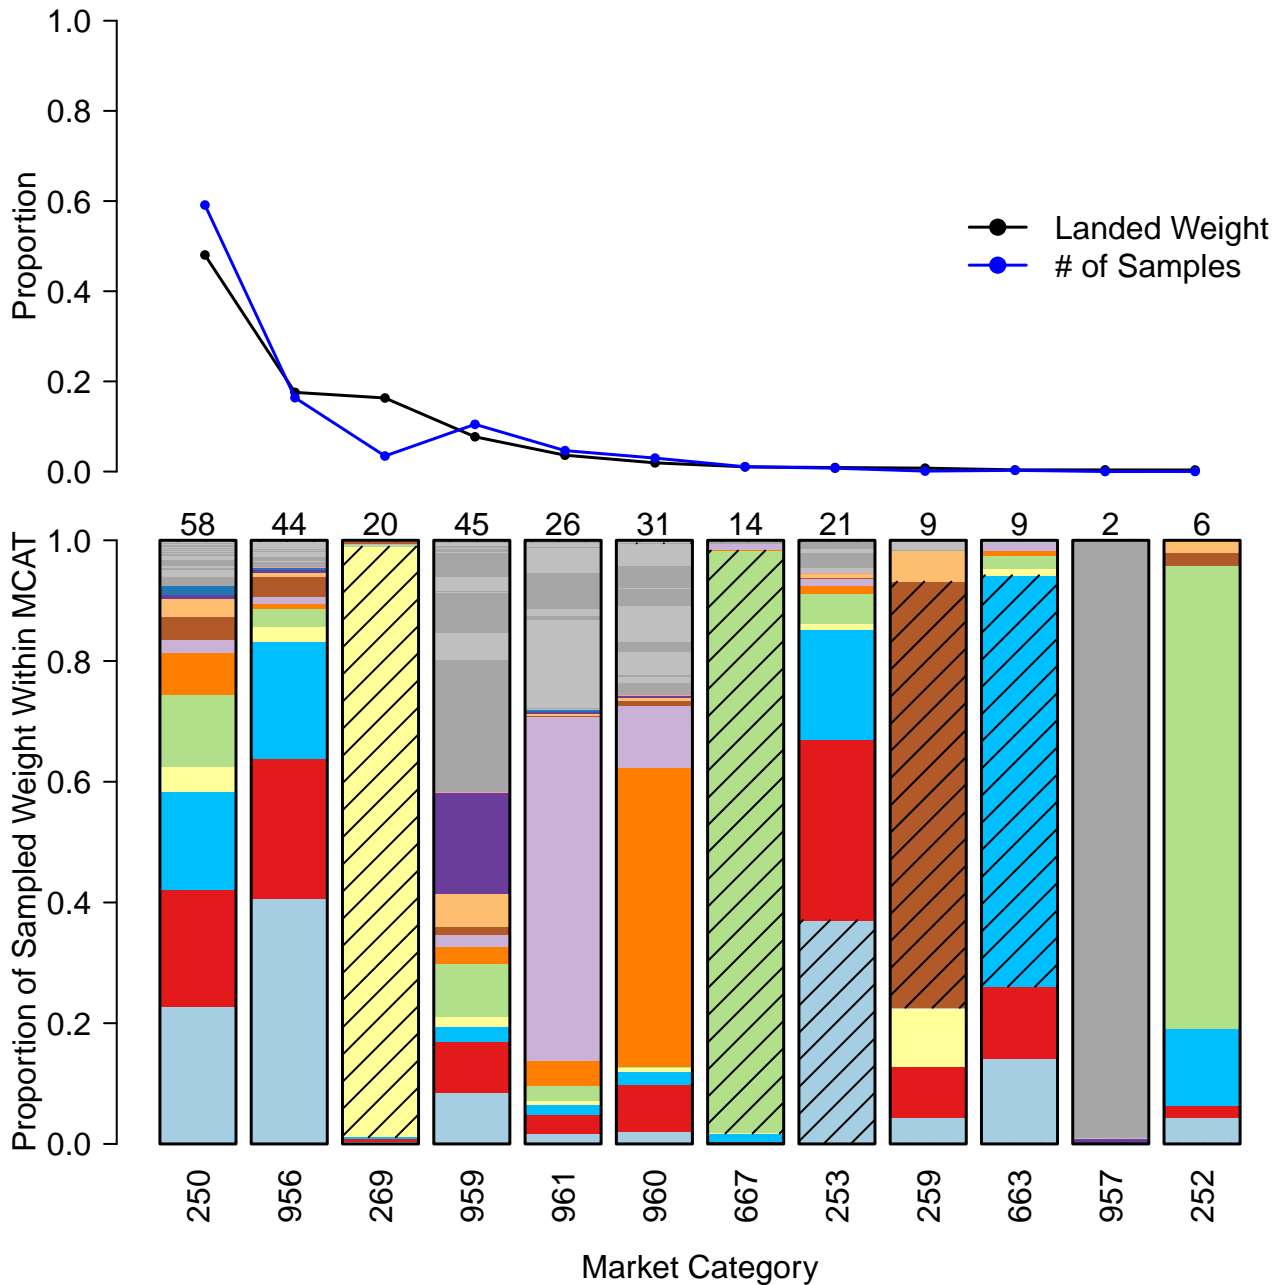 1.0
0.8
0.6
0.4
0.2
0.0
Proportion
Landed Weight
# of Samples
58 44 20 45 26 31 14 21 9 9 2 6
1.0
0.8
0.6
0.4
0.2
0.0
Proportion of Sampled Weight Within MCAT
250 956 269 959 961 960 667 253 259 663 957 252
Market Category